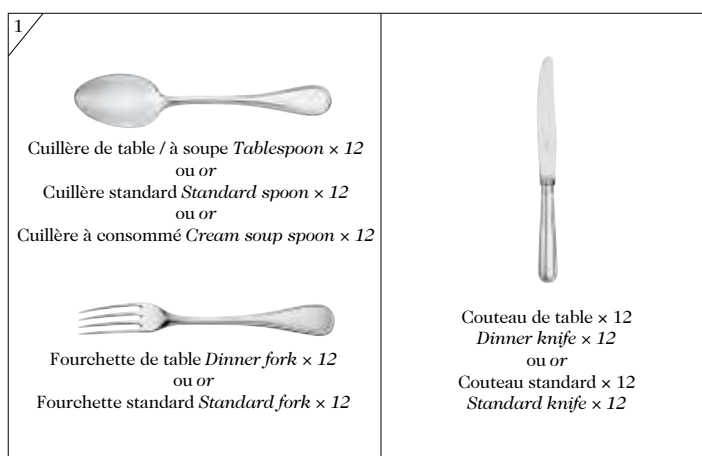 1
Cuillère de table / à soupe Tablespoon × 12
ou or
Cuillère standard Standard spoon × 12
ou or
Cuillère à consommé Cream soup spoon × 12
Fourchette de table Dinner fork × 12
ou or
Fourchette standard Standard fork × 12
Couteau de table × 12
Dinner knife × 12
ou or
Couteau standard × 12
Standard knife × 12